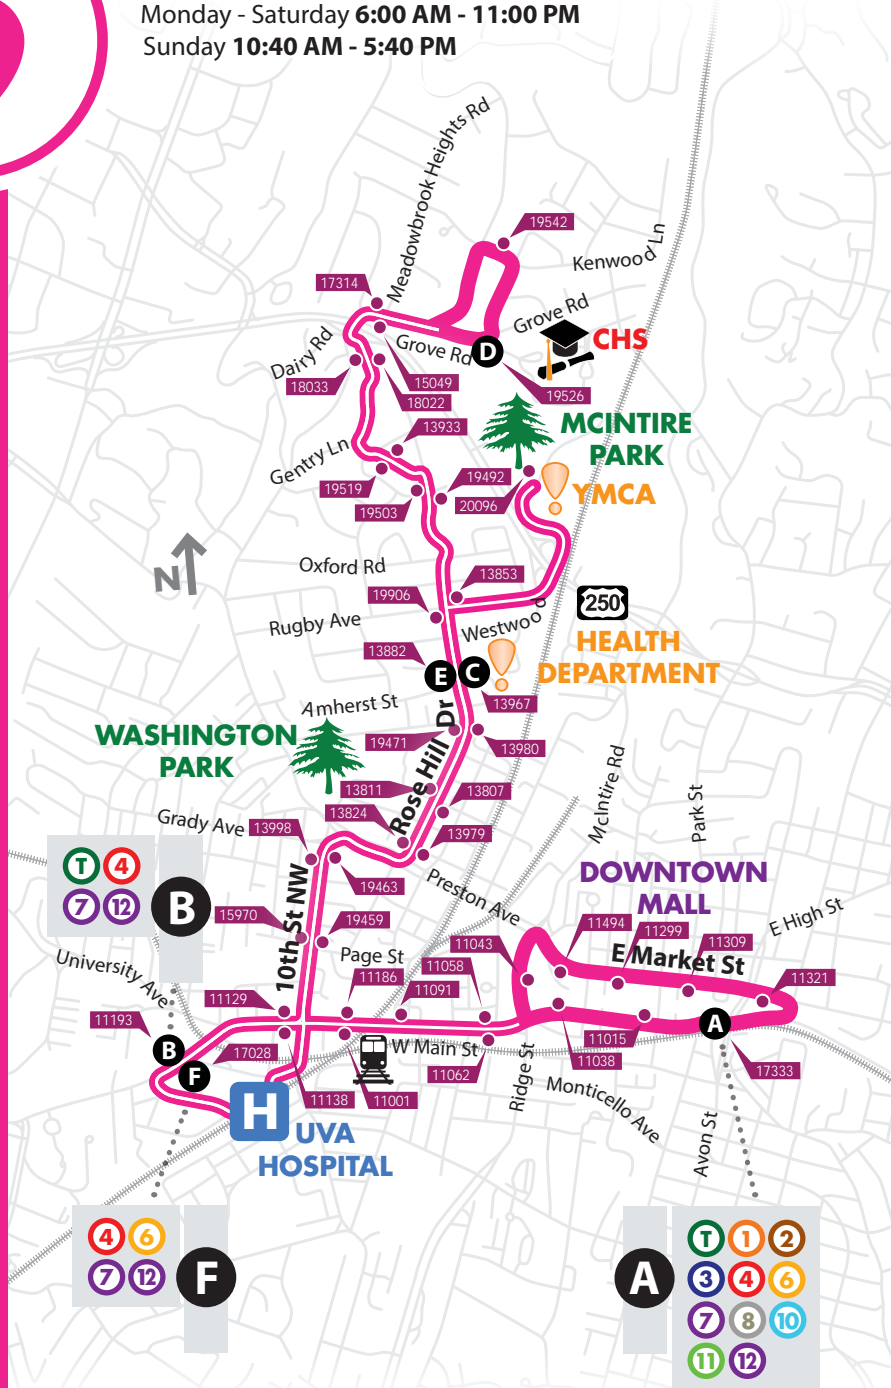 Monday - Saturday 6:00 AM - 11:00 PM
Sunday 10:40 AM - 5:40 PM
Meadowbrook Heights Rd
19542
Kenwood Ln
17314
Grove Rd
CHS
Dairy Rd
Grove Rd
D
18033
15049
18022
19526
13933
MCINTIRE
PARK
Gentry Ln
19519
19492
YMCA
19503
20096
N
Oxford Rd
13853
19906
250
Rugby Ave
Westwood
HEALTH
DEPARTMENT
13882
E
C
13967
Amherst St
WASHINGTON
PARK
19471
13980
Rose Hill Dr
13811
13807
McIntire Rd
Park St
13824
Grady Ave
13998
13979
T
4
7
12
B
19463
Preston Ave
DOWNTOWN
MALL
15970
10th St NW
19459
11494
11299
E High St
11309
Page St
11043
E Market St
University Ave
11186
11058
11321
11129
11091
11193
B
17028
W Main St
11015
A
F
11062
11038
17333
H
11138
11001
Ridge St
Monticello Ave
Avon St
UVA
HOSPITAL
4
6
7
12
F
A
T
1
2
3
4
6
7
8
10
11
12